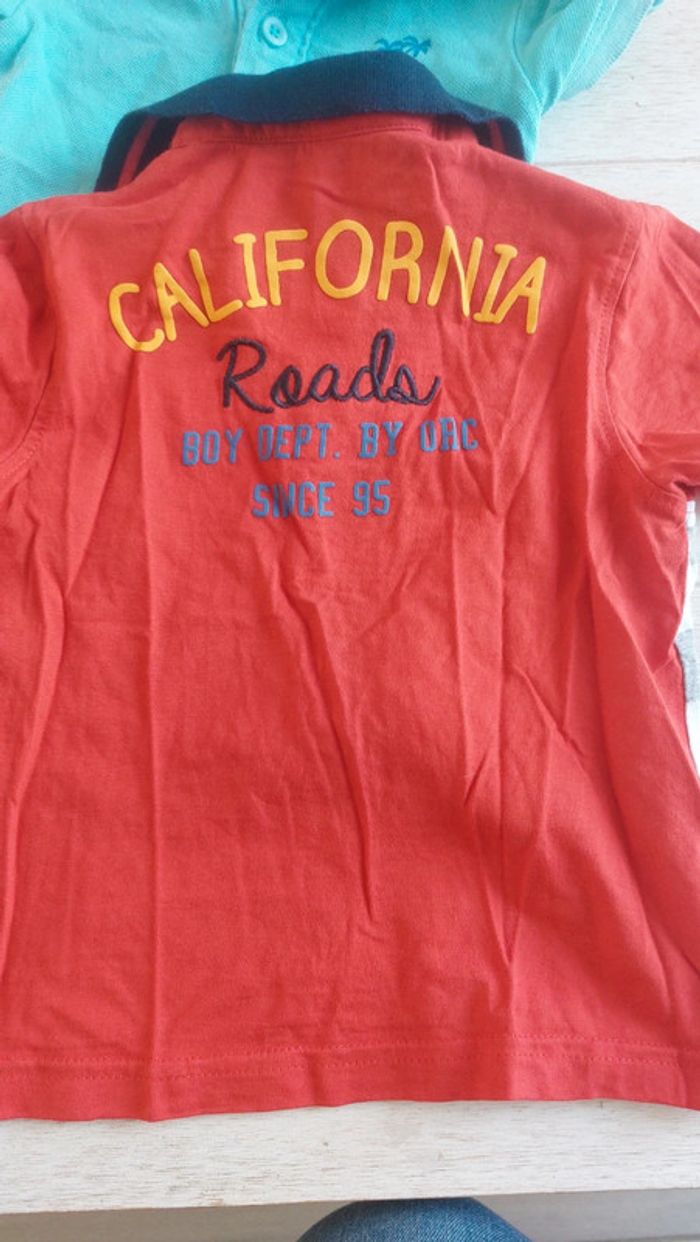 CALIFORNIA
Roads
BOY DEPT. BY ORC
SINCE 95